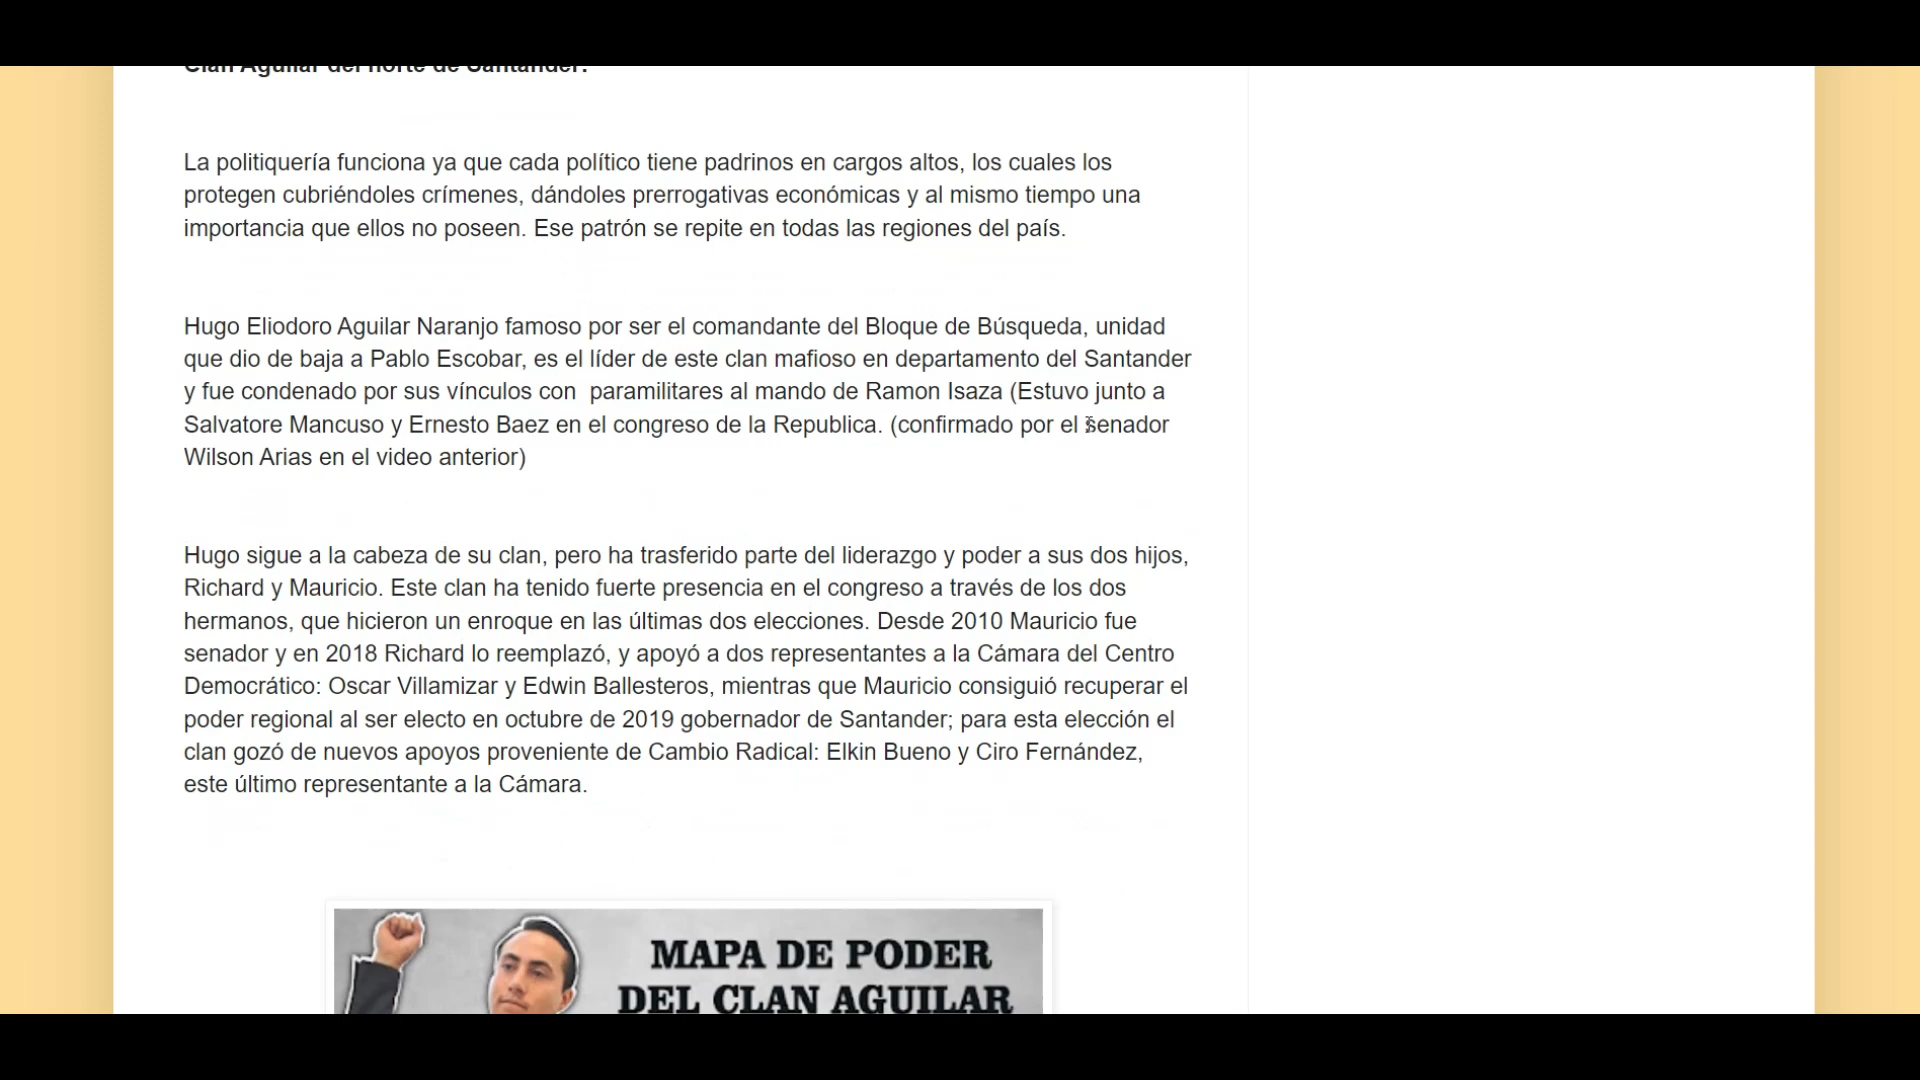 Clan Aguilar del norte de Santander:
La politiquería funciona ya que cada político tiene padrinos en cargos altos, los cuales los
protegen cubriéndoles crímenes, dándoles prerrogativas económicas y al mismo tiempo una
importancia que ellos no poseen. Ese patrón se repite en todas las regiones del país.
Hugo Eliodoro Aguilar Naranjo famoso por ser el comandante del Bloque de Búsqueda, unidad
que dio de baja a Pablo Escobar, es el líder de este clan mafioso en departamento del Santander
y fue condenado por sus vínculos con  paramilitares al mando de Ramon Isaza (Estuvo junto a
Salvatore Mancuso y Ernesto Baez en el congreso de la Republica. (confirmado por el senador
Wilson Arias en el video anterior)
Hugo sigue a la cabeza de su clan, pero ha trasferido parte del liderazgo y poder a sus dos hijos,
Richard y Mauricio. Este clan ha tenido fuerte presencia en el congreso a través de los dos
hermanos, que hicieron un enroque en las últimas dos elecciones. Desde 2010 Mauricio fue
senador y en 2018 Richard lo reemplazó, y apoyó a dos representantes a la Cámara del Centro
Democrático: Oscar Villamizar y Edwin Ballesteros, mientras que Mauricio consiguió recuperar el
poder regional al ser electo en octubre de 2019 gobernador de Santander; para esta elección el
clan gozó de nuevos apoyos proveniente de Cambio Radical: Elkin Bueno y Ciro Fernández,
este último representante a la Cámara.
MAPA DE PODER
DEL CLAN AGUILAR